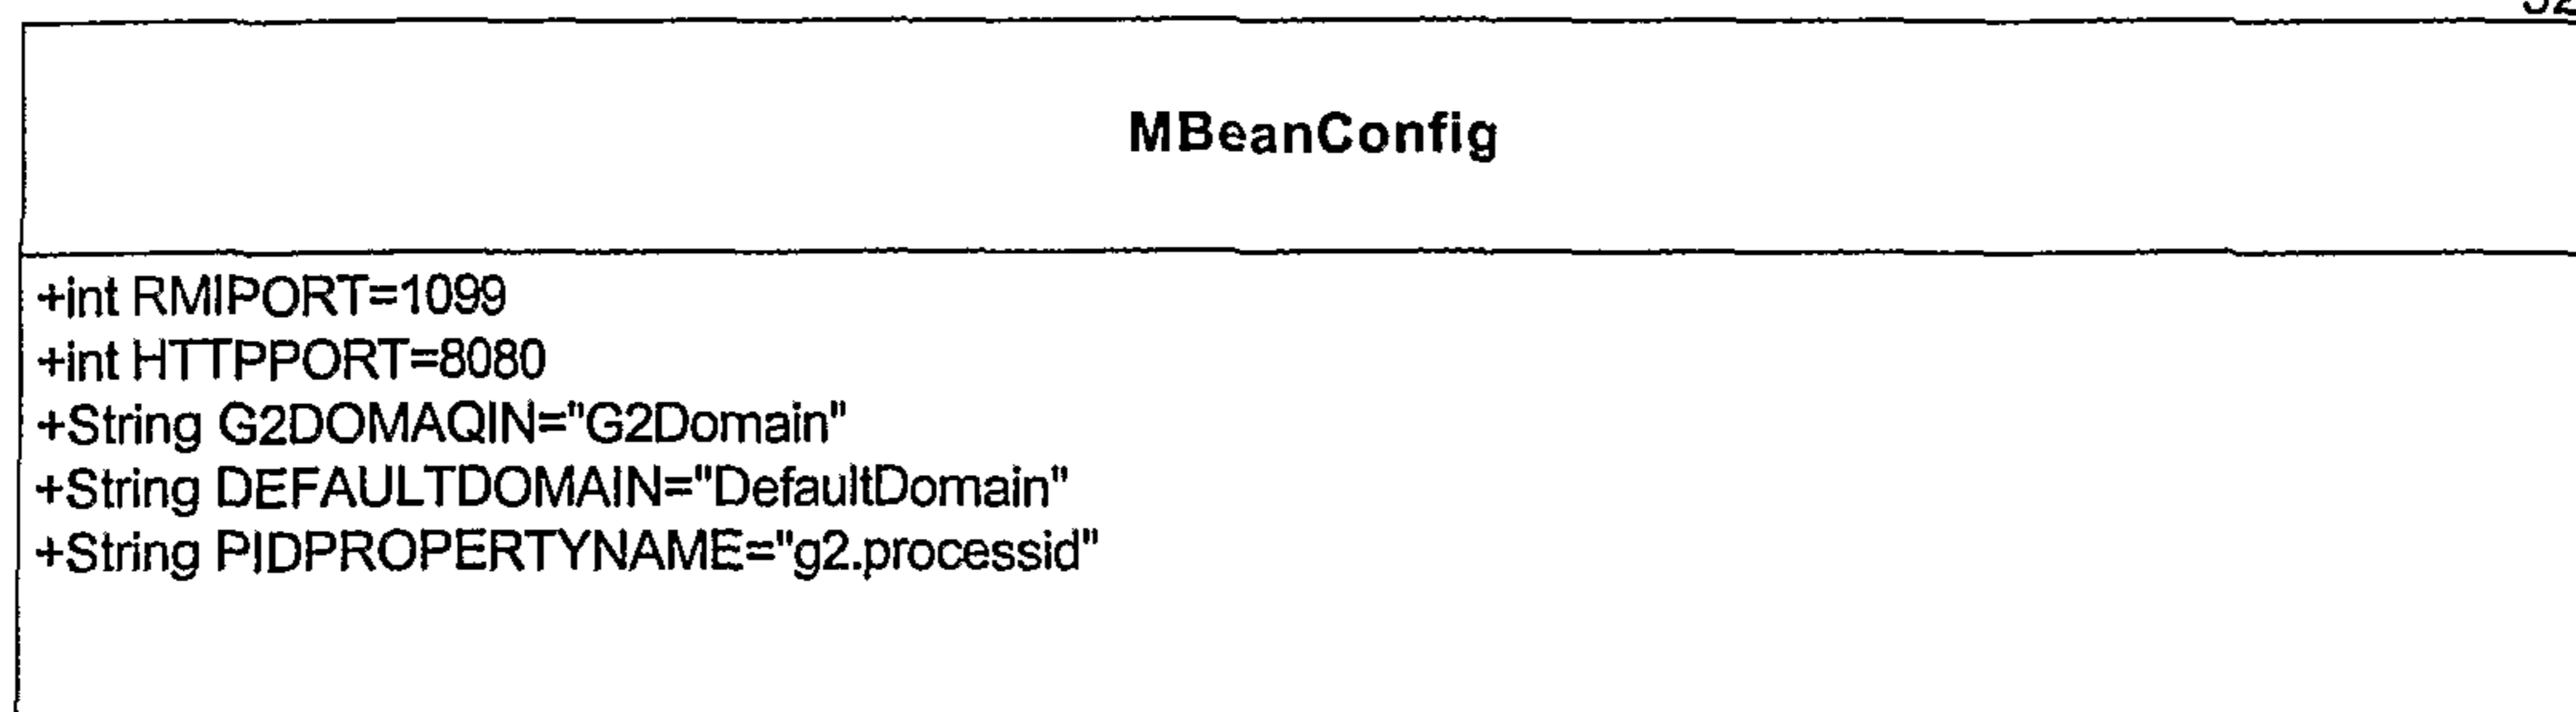 MBeanConfig
+int RMIPORT=1099
+int HTTPPORT=8080
+String G2DOMAQIN="G2Domain"
+String DEFAULTDOMAIN="DefaultDomain"
+String PIDPROPERTYNAME="g2.processid"